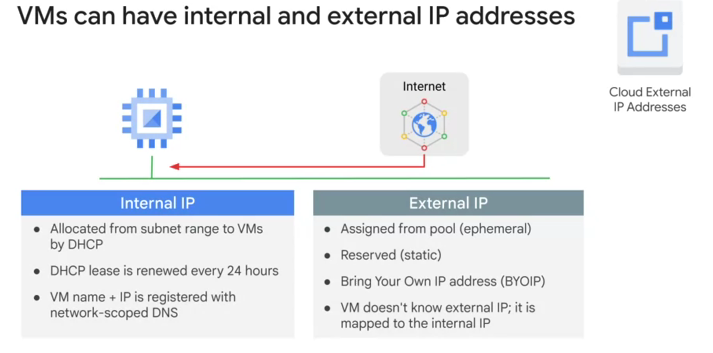 VMs can have internal and external IP addresses
Cloud External
IP Addresses
Internet
Internal IP
● Allocated from subnet range to VMs
by DHCP
● DHCP lease is renewed every 24 hours
● VM name + IP is registered with
network-scoped DNS
External IP
● Assigned from pool (ephemeral)
● Reserved (static)
● Bring Your Own IP address (BYOIP)
● VM doesn't know external IP; it is
mapped to the internal IP